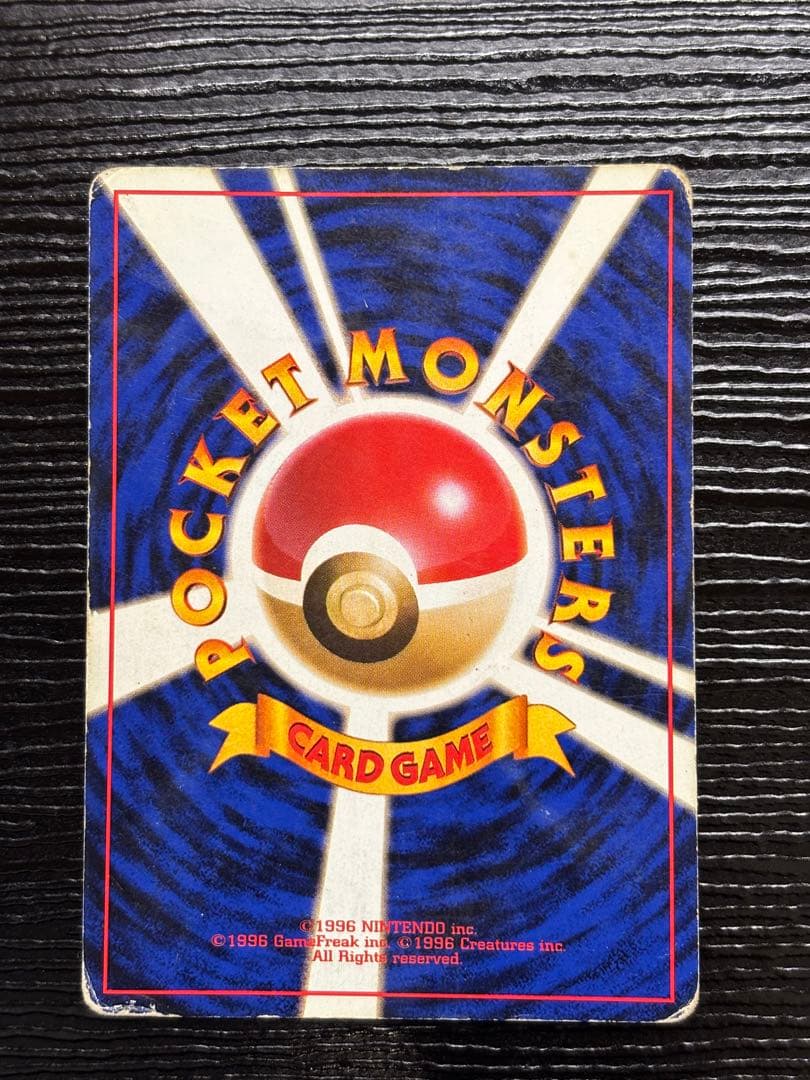 POCKET MONSTERS
CARD GAME
©1996 NINTENDO inc.
©1996 GameFreak inc. ©1996 Creatures inc.
All Rights reserved.